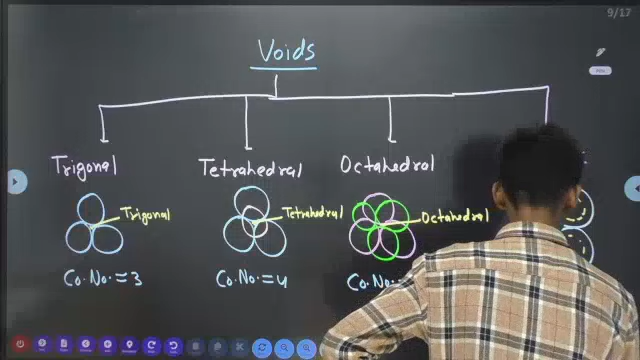 9/17
Voids
Trigonal
Tetrahedral
Octahedral
Trigonal
Tetrahedral
Octahedral
Co.No.=3
Co.No.=4
Co.No.